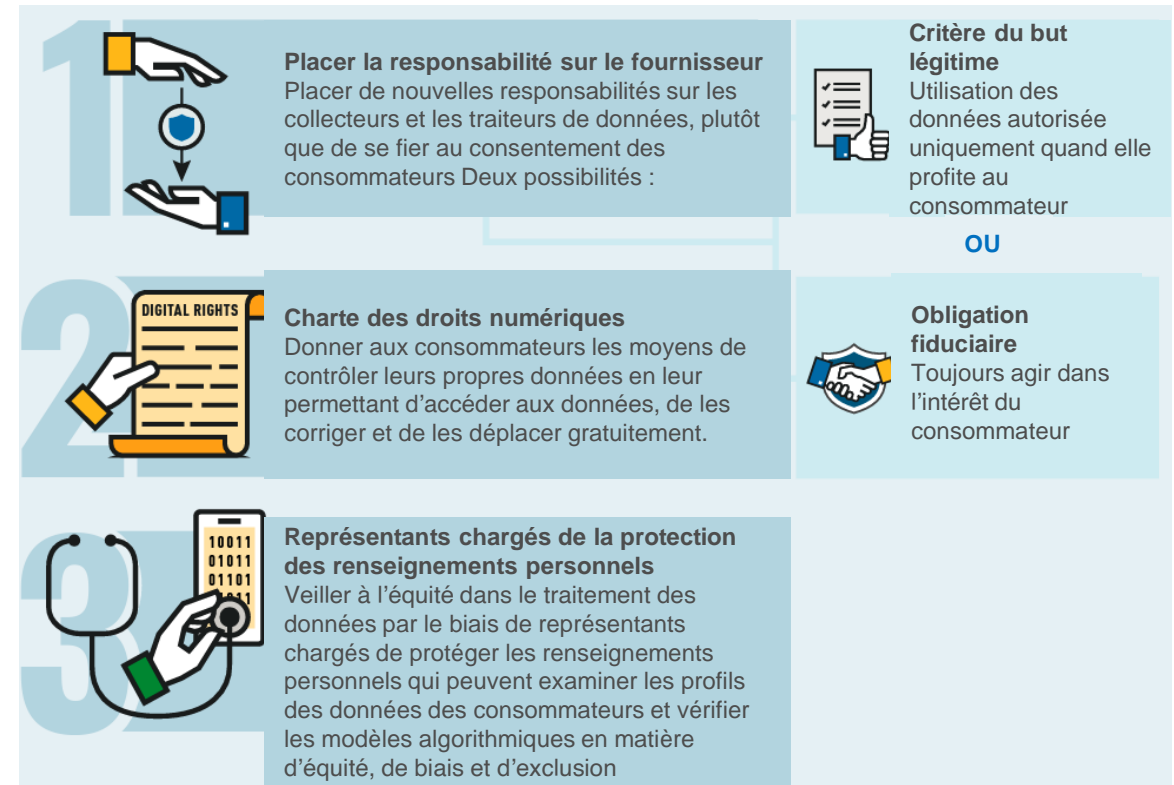 Placer la responsabilité sur le fournisseur
Placer de nouvelles responsabilités sur les
collecteurs et les traiteurs de données, plutôt
que de se fier au consentement des
consommateurs Deux possibilités :
Critère du but
légitime
Utilisation des
données autorisée
uniquement quand elle
profite au
consommateur
OU
Obligation
fiduciaire
Toujours agir dans
l’intérêt du
consommateur
1
2
DIGITAL RIGHTS
Charte des droits numériques
Donner aux consommateurs les moyens de
contrôler leurs propres données en leur
permettant d’accéder aux données, de les
corriger et de les déplacer gratuitement.
3
10011
01011
01101
Représentants chargés de la protection
des renseignements personnels
Veiller à l’équité dans le traitement des
données par le biais de représentants
chargés de protéger les renseignements
personnels qui peuvent examiner les profils
des données des consommateurs et vérifier
les modèles algorithmiques en matière
d’équité, de biais et d’exclusion